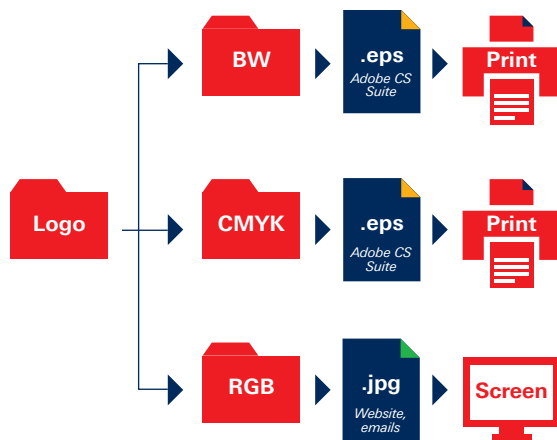 BW
.eps
Adobe CS
Suite
Print
Logo
CMYK
.eps
Adobe CS
Suite
Print
RGB
.jpg
Website,
emails
Screen